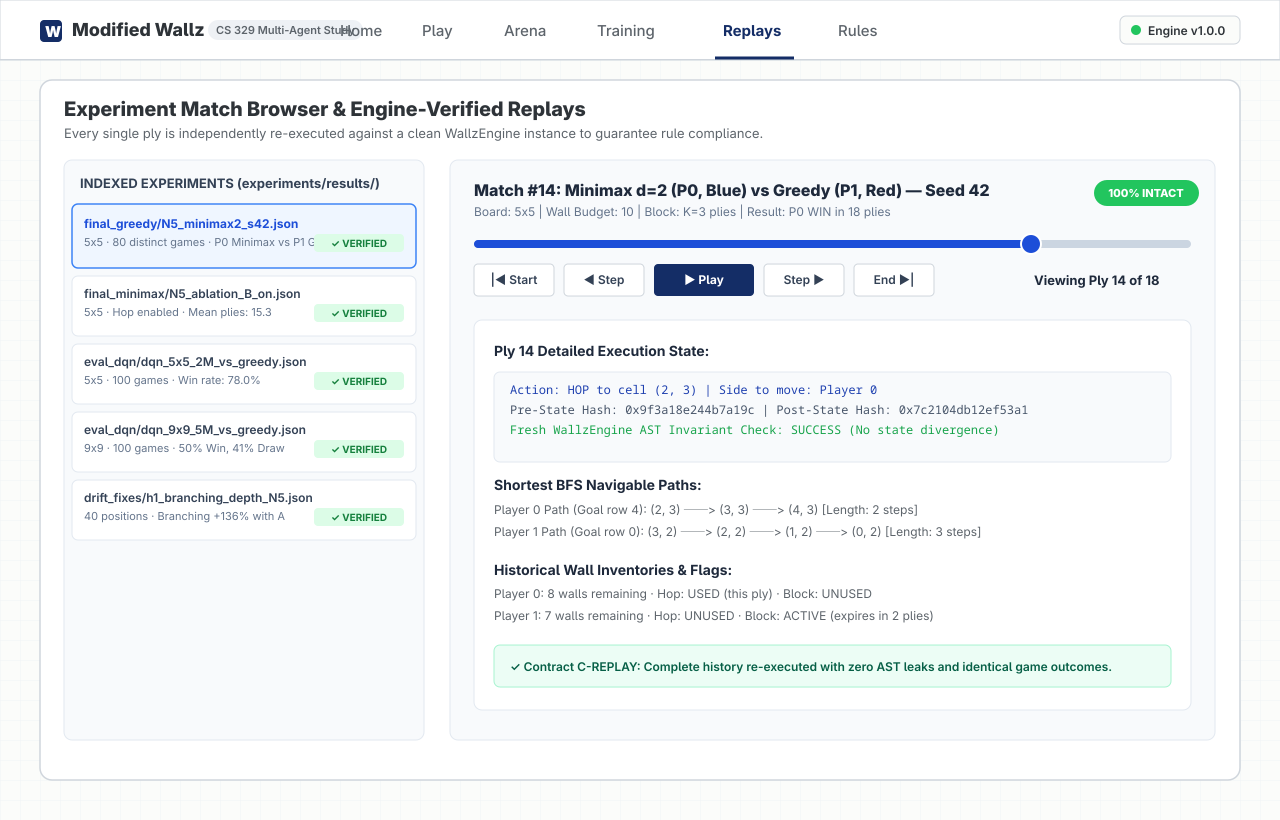 W Modified Wallz CS 329 Multi-Agent Study Home Play Arena Training Replays Rules Engine v1.0.0
Experiment Match Browser & Engine-Verified Replays
Every single ply is independently re-executed against a clean WallzEngine instance to guarantee rule compliance.
INDEXED EXPERIMENTS (experiments/results/)
final_greedy/N5_minimax2_s42.json
5x5 · 80 distinct games · P0 Minimax vs P1 G ✓ VERIFIED
final_minimax/N5_ablation_B_on.json
5x5 · Hop enabled · Mean plies: 15.3 ✓ VERIFIED
eval_dqn/dqn_5x5_2M_vs_greedy.json
5x5 · 100 games · Win rate: 78.0% ✓ VERIFIED
eval_dqn/dqn_9x9_5M_vs_greedy.json
9x9 · 100 games · 50% Win, 41% Draw ✓ VERIFIED
drift_fixes/h1_branching_depth_N5.json
40 positions · Branching +136% with A ✓ VERIFIED
Match #14: Minimax d=2 (P0, Blue) vs Greedy (P1, Red) — Seed 42
100% INTACT
Board: 5x5 | Wall Budget: 10 | Block: K=3 plies | Result: P0 WIN in 18 plies
|◀ Start ◀ Step ▶ Play Step ▶ End ▶| Viewing Ply 14 of 18
Ply 14 Detailed Execution State:
Action: HOP to cell (2, 3) | Side to move: Player 0
Pre-State Hash: 0x9f3a18e244b7a19c | Post-State Hash: 0x7c2104db12ef53a1
Fresh WallzEngine AST Invariant Check: SUCCESS (No state divergence)
Shortest BFS Navigable Paths:
Player 0 Path (Goal row 4): (2, 3) ──> (3, 3) ──> (4, 3) [Length: 2 steps]
Player 1 Path (Goal row 0): (3, 2) ──> (2, 2) ──> (1, 2) ──> (0, 2) [Length: 3 steps]
Historical Wall Inventories & Flags:
Player 0: 8 walls remaining · Hop: USED (this ply) · Block: UNUSED
Player 1: 7 walls remaining · Hop: UNUSED · Block: ACTIVE (expires in 2 plies)
✓ Contract C-REPLAY: Complete history re-executed with zero AST leaks and identical game outcomes.